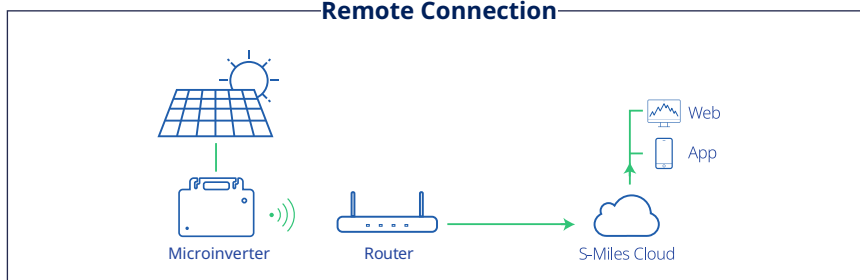 Remote Connection
Web
App
Microinverter
Router
S-Miles Cloud